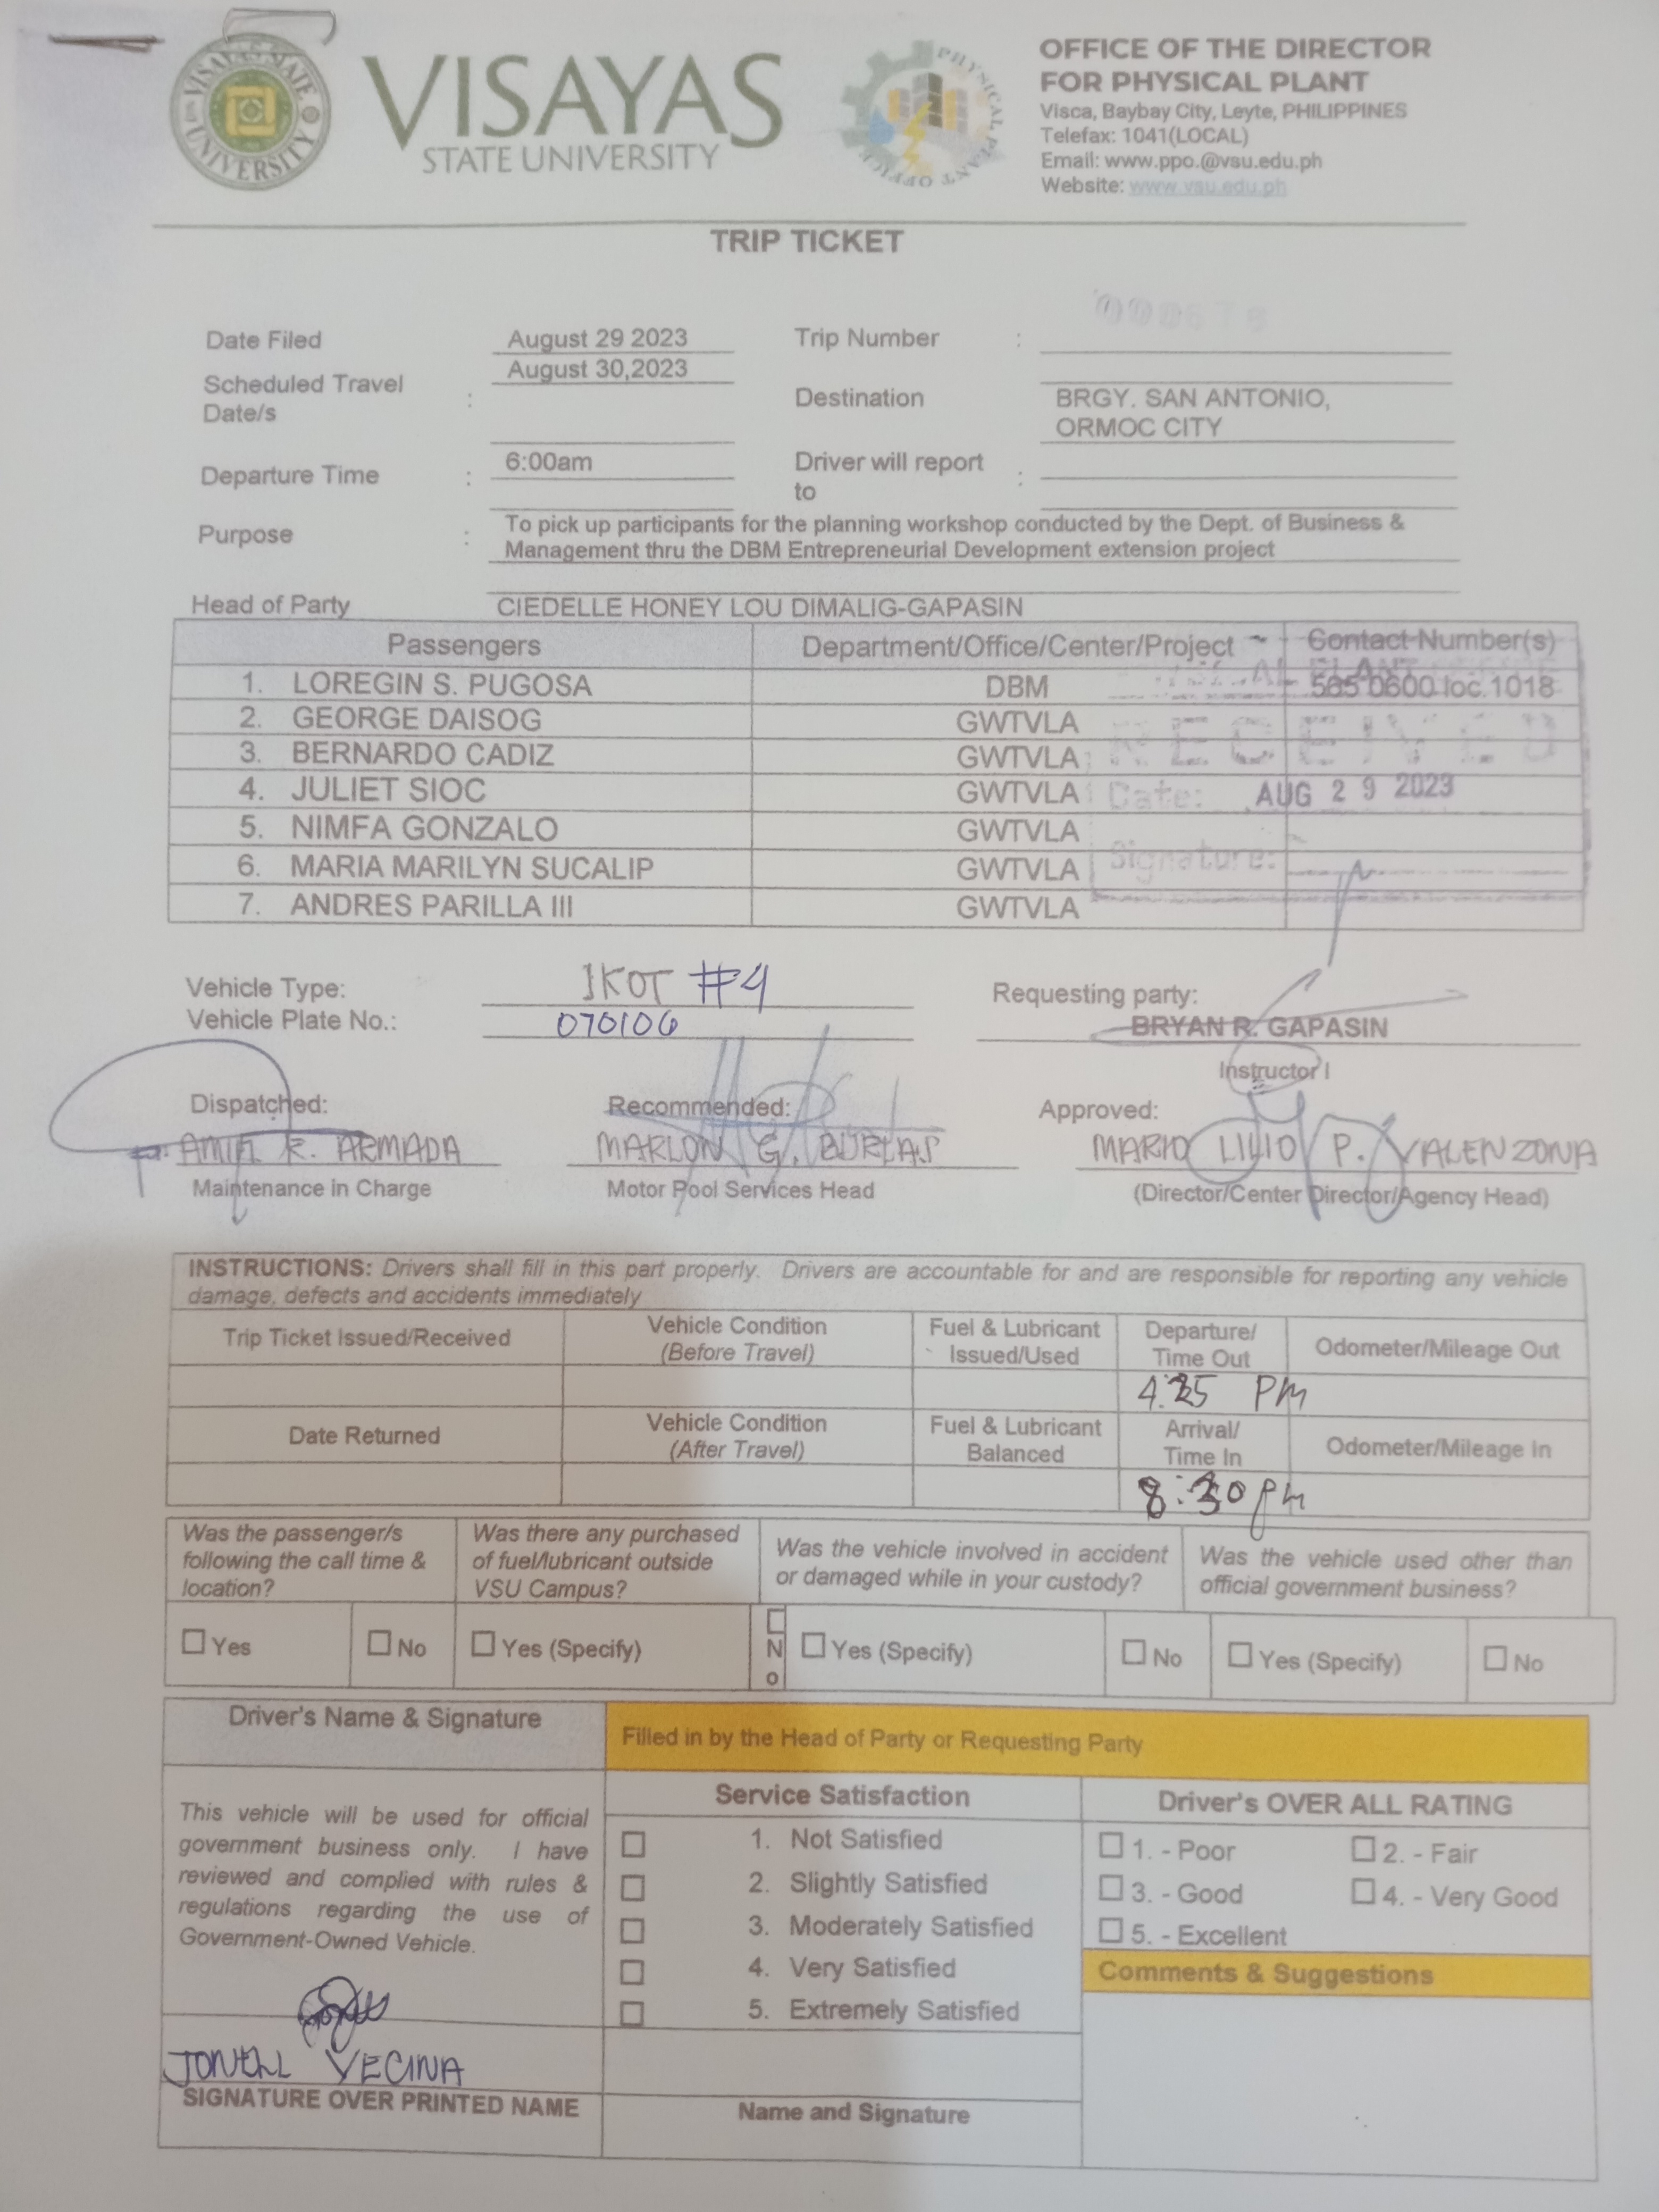 VISAYAS STATE UNIVERSITY
VISAYAS
STATE UNIVERSITY
PHYSICAL PLANT OFFICE
OFFICE OF THE DIRECTOR
FOR PHYSICAL PLANT
Visca, Baybay City, Leyte, PHILIPPINES
Telefax: 1041(LOCAL)
Email: www.ppo.@vsu.edu.ph
Website: www.vsu.edu.ph
TRIP TICKET
Date Filed August 29 2023 Trip Number :
Scheduled Travel Date/s : August 30,2023 Destination BRGY. SAN ANTONIO,
ORMOC CITY
Departure Time : 6:00am Driver will report to :
Purpose : To pick up participants for the planning workshop conducted by the Dept. of Business &
Management thru the DBM Entrepreneurial Development extension project
Head of Party CIEDELLE HONEY LOU DIMALIG-GAPASIN
Passengers Department/Office/Center/Project Contact Number(s)
1. LOREGIN S. PUGOSA DBM 565 0600 loc.1018
2. GEORGE DAISOG GWTVLA
3. BERNARDO CADIZ GWTVLA
4. JULIET SIOC GWTVLA
5. NIMFA GONZALO GWTVLA
6. MARIA MARILYN SUCALIP GWTVLA
7. ANDRES PARILLA III GWTVLA
PLANT
RECEIVED
Date: AUG 29 2023
Signature:
Vehicle Type: IKOT #4
Vehicle Plate No.: 070106
Requesting party:
BRYAN R. GAPASIN
Instructor I
Dispatched: Recommended: Approved:
R. ARMADA MARLON G. BURLAS MARIO LILIO P. VALENZONA
Maintenance in Charge Motor Pool Services Head (Director/Center Director/Agency Head)
INSTRUCTIONS: Drivers shall fill in this part properly. Drivers are accountable for and are responsible for reporting any vehicle
damage, defects and accidents immediately
Trip Ticket Issued/Received Vehicle Condition (Before Travel) Fuel & Lubricant Issued/Used Departure/ Time Out Odometer/Mileage Out
PM
Date Returned Vehicle Condition (After Travel) Fuel & Lubricant Balanced Arrival/ Time In Odometer/Mileage In
8:30 pm
Was the passenger/s following the call time & location?
Was there any purchased of fuel/lubricant outside VSU Campus?
Was the vehicle involved in accident or damaged while in your custody?
Was the vehicle used other than official government business?
Yes No Yes (Specify) No Yes (Specify) No Yes (Specify) No
Driver's Name & Signature
Filled in by the Head of Party or Requesting Party
This vehicle will be used for official
government business only. I have
reviewed and complied with rules &
regulations regarding the use of
Government-Owned Vehicle.
JONELL VECINA
SIGNATURE OVER PRINTED NAME
Service Satisfaction
1. Not Satisfied
2. Slightly Satisfied
3. Moderately Satisfied
4. Very Satisfied
5. Extremely Satisfied
Name and Signature
Driver's OVER ALL RATING
1. - Poor 2. - Fair
3. - Good 4. - Very Good
5. - Excellent
Comments & Suggestions